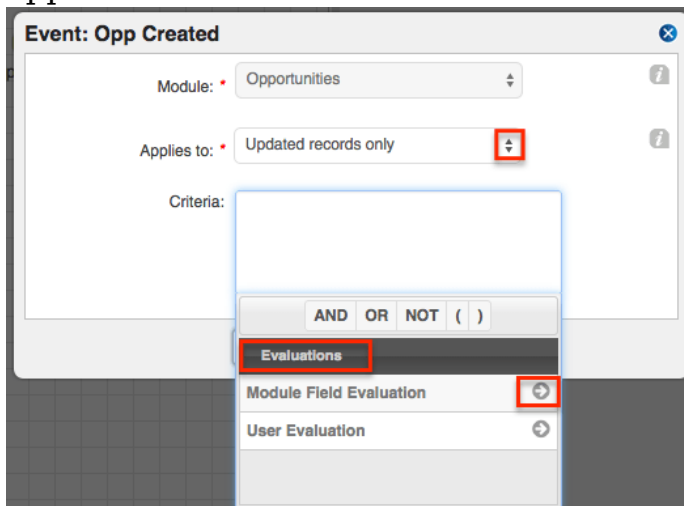 Event: Opp Created
Module: * Opportunities
Applies to: * Updated records only
Criteria:
AND OR NOT ( )
Evaluations
Module Field Evaluation
User Evaluation